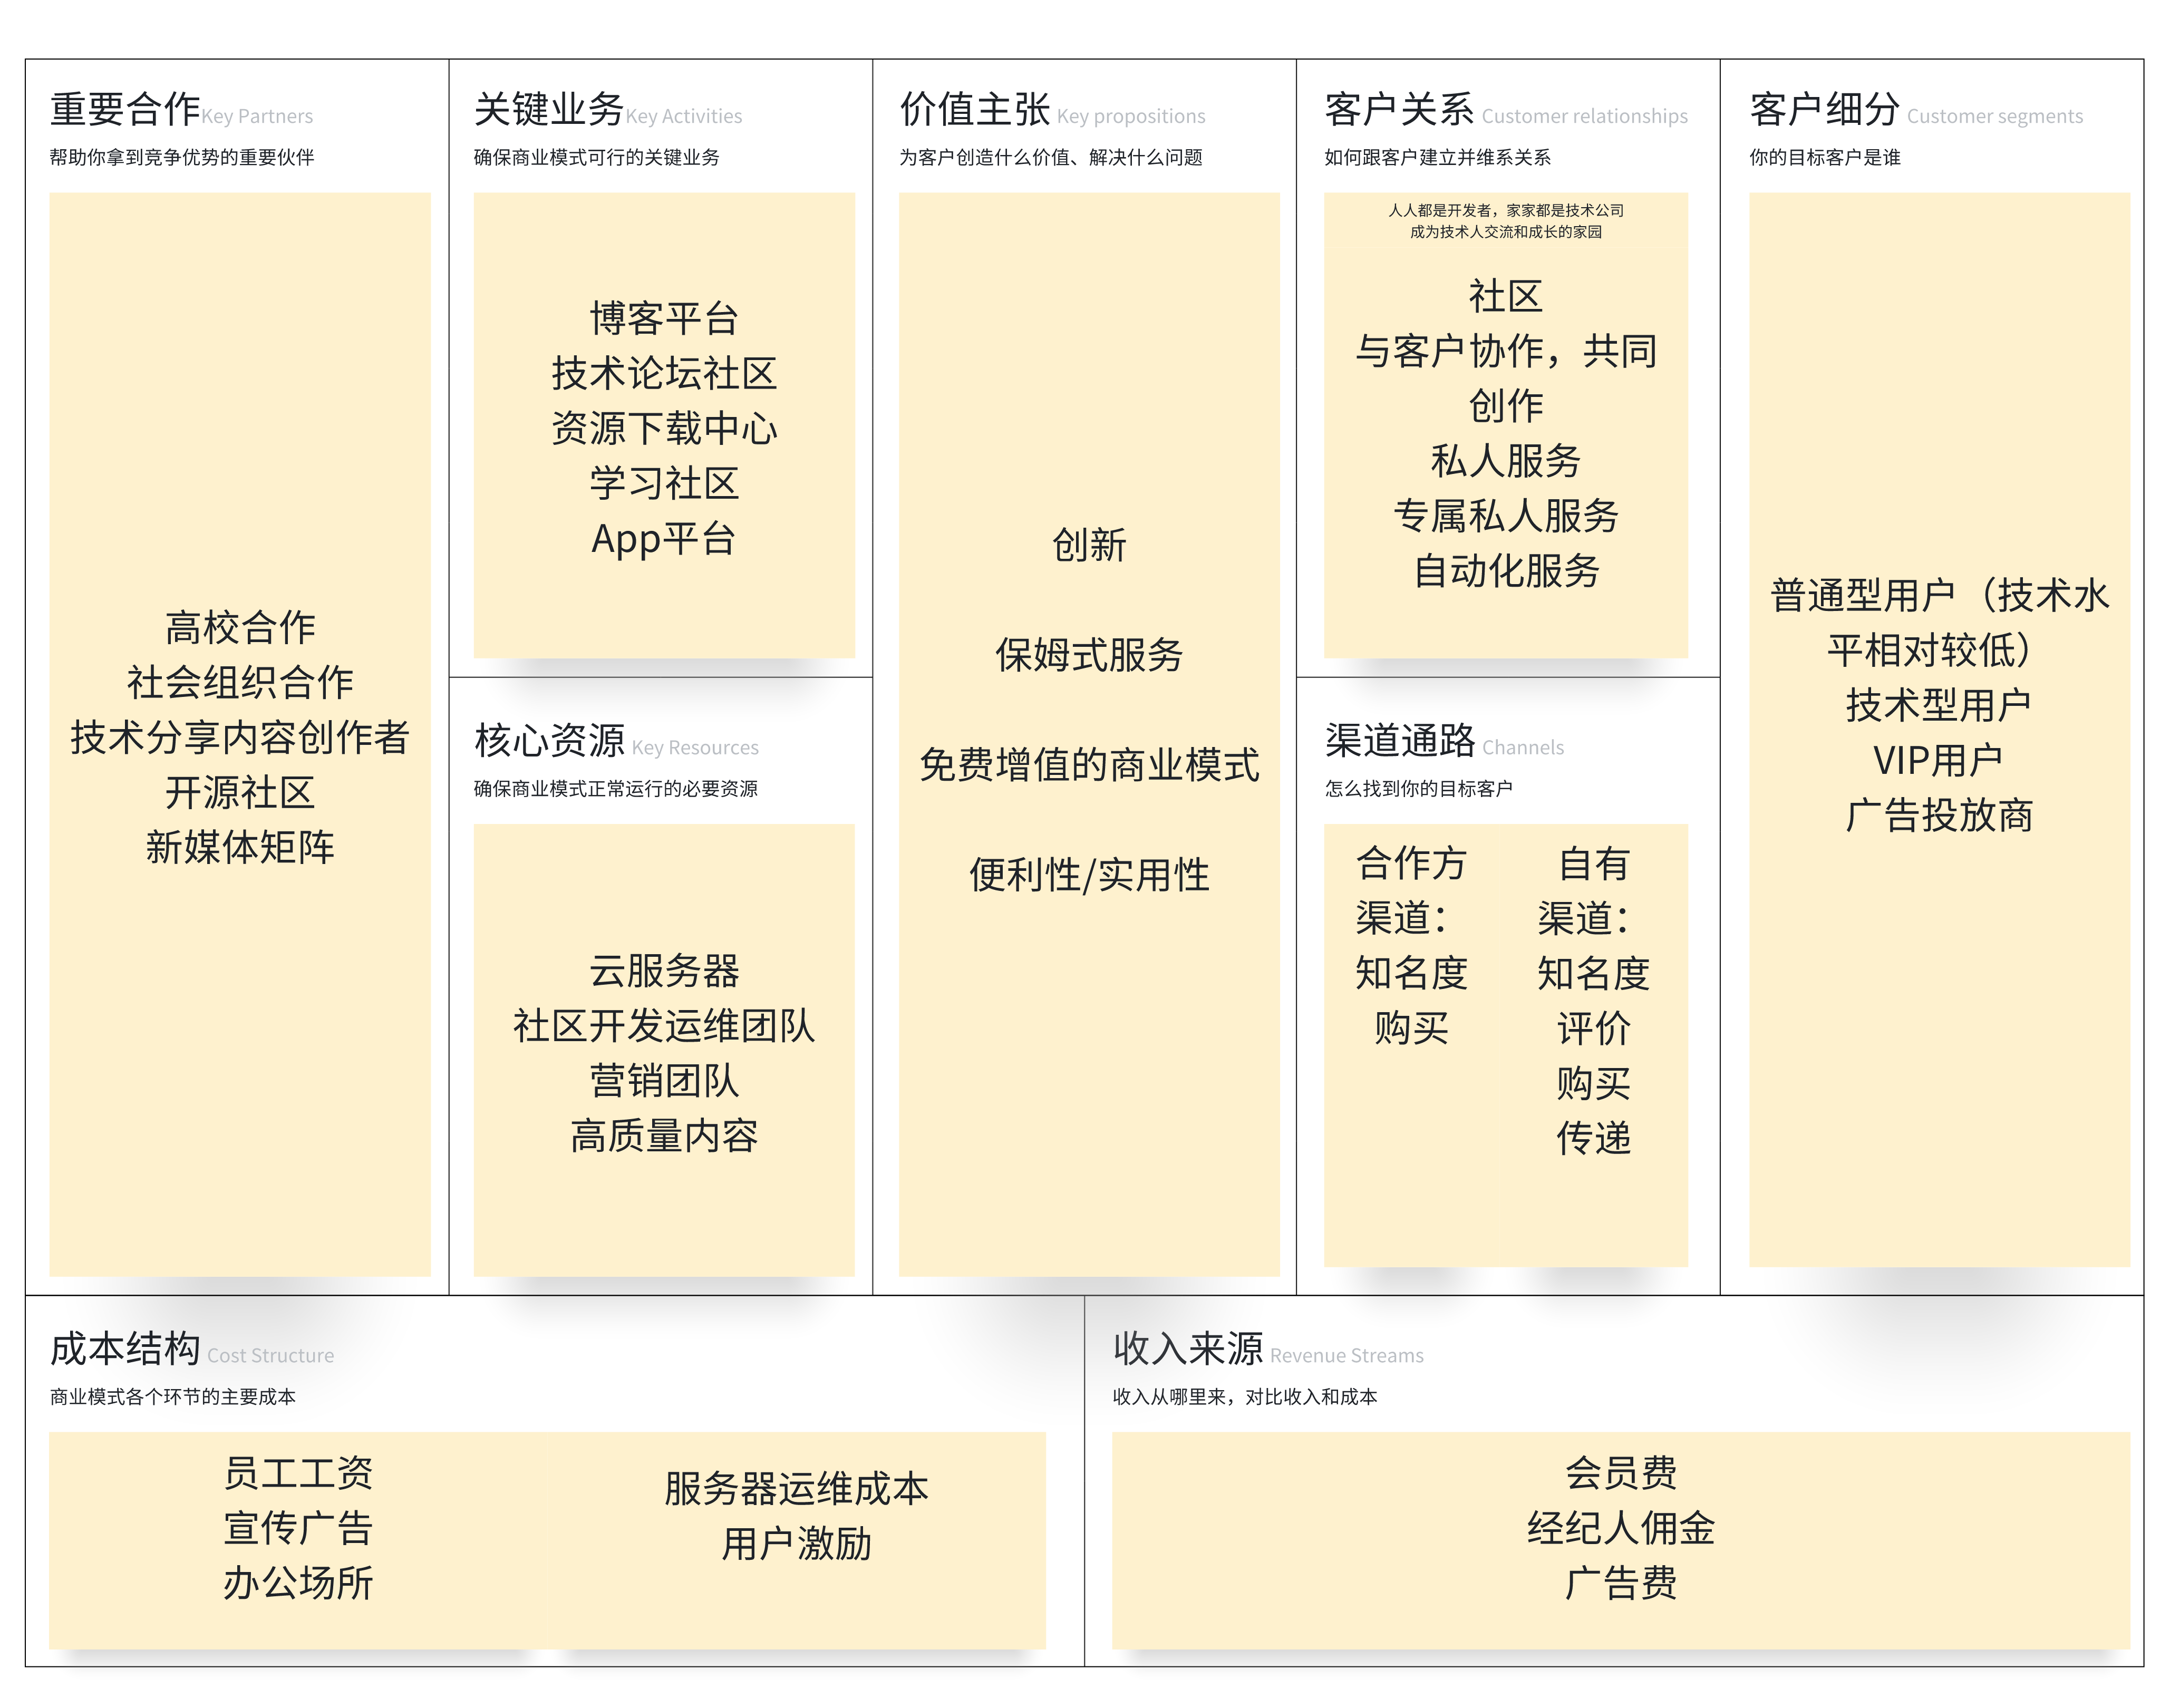 重要合作Key Partners
帮助你拿到竞争优势的重要伙伴
高校合作
社会组织合作
技术分享内容创作者
开源社区
新媒体矩阵
关键业务Key Activities
确保商业模式可行的关键业务
博客平台
技术论坛社区
资源下载中心
学习社区
App平台
核心资源 Key Resources
确保商业模式正常运行的必要资源
云服务器
社区开发运维团队
营销团队
高质量内容
价值主张 Key propositions
为客户创造什么价值、解决什么问题
创新
保姆式服务
免费增值的商业模式
便利性/实用性
客户关系 Customer relationships
如何跟客户建立并维系关系
人人都是开发者，家家都是技术公司
成为技术人交流和成长的家园
社区
与客户协作，共同
创作
私人服务
专属私人服务
自动化服务
渠道通路 Channels
怎么找到你的目标客户
合作方
渠道：
知名度
购买
自有
渠道：
知名度
评价
购买
传递
客户细分 Customer segments
你的目标客户是谁
普通型用户（技术水
平相对较低）
技术型用户
VIP用户
广告投放商
成本结构 Cost Structure
商业模式各个环节的主要成本
员工工资
宣传广告
办公场所
服务器运维成本
用户激励
收入来源 Revenue Streams
收入从哪里来，对比收入和成本
会员费
经纪人佣金
广告费